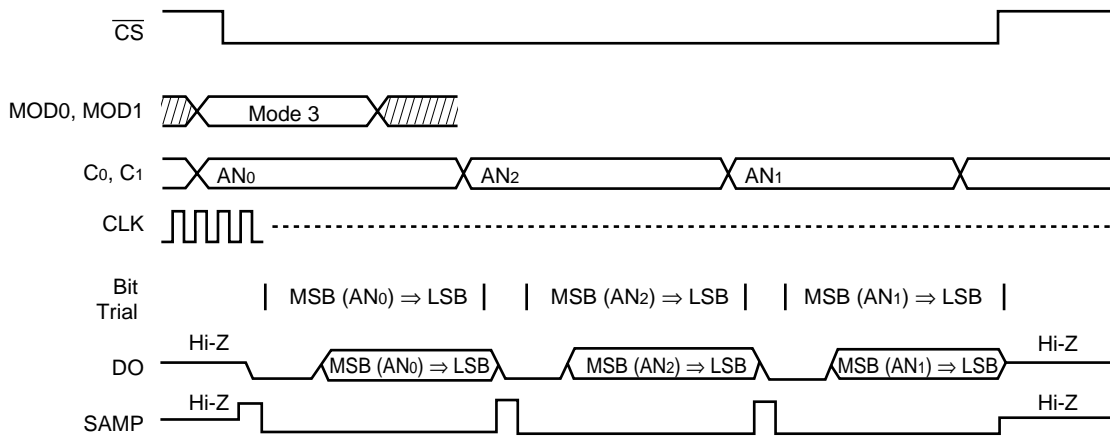 CS
MOD0, MOD1 Mode 3
C0, C1 AN0 AN2 AN1
CLK
Bit Trial MSB (AN0) ⇒ LSB MSB (AN2) ⇒ LSB MSB (AN1) ⇒ LSB
Hi-Z Hi-Z
DO MSB (AN0) ⇒ LSB MSB (AN2) ⇒ LSB MSB (AN1) ⇒ LSB
Hi-Z Hi-Z
SAMP